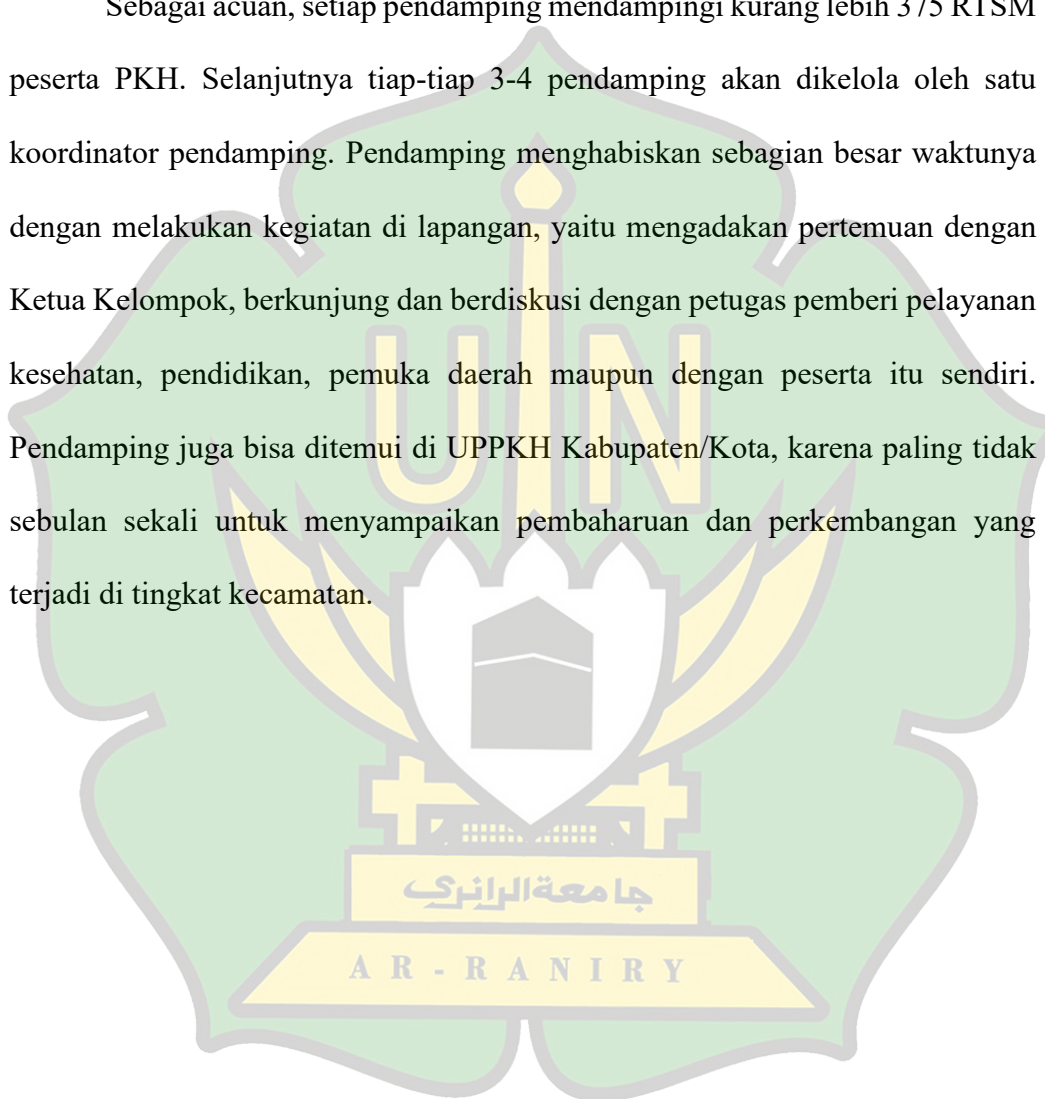 Sebagai acuan, setiap pendamping mendampingi kurang lebih 375 RTSM
peserta PKH. Selanjutnya tiap-tiap 3-4 pendamping akan dikelola oleh satu
koordinator pendamping. Pendamping menghabiskan sebagian besar waktunya
dengan melakukan kegiatan di lapangan, yaitu mengadakan pertemuan dengan
Ketua Kelompok, berkunjung dan berdiskusi dengan petugas pemberi pelayanan
kesehatan, pendidikan, pemuka daerah maupun dengan peserta itu sendiri.
Pendamping juga bisa ditemui di UPPKH Kabupaten/Kota, karena paling tidak
sebulan sekali untuk menyampaikan pembaharuan dan perkembangan yang
terjadi di tingkat kecamatan.
UIN
جامعةالرانري
AR-RANIRY